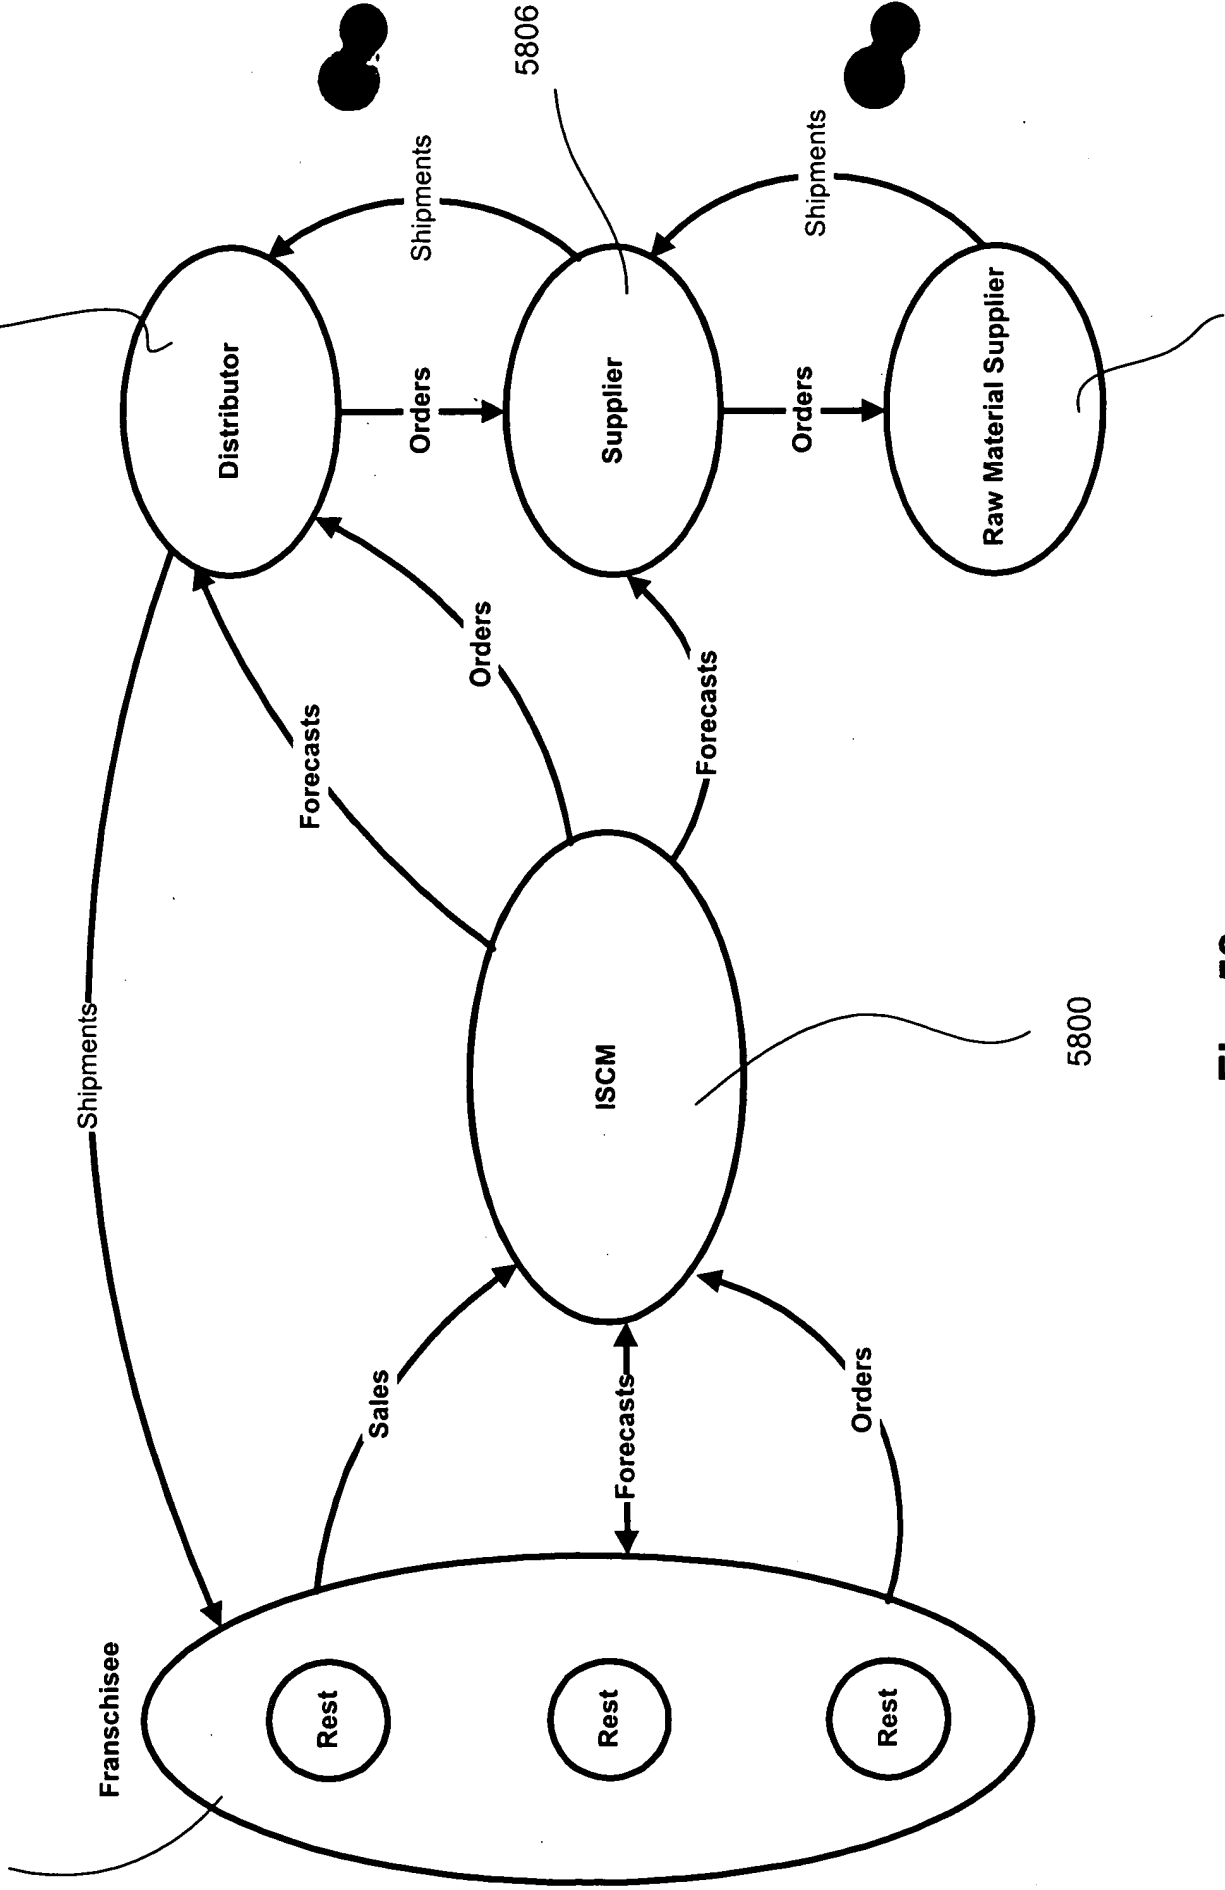 Franschisee
Rest
Rest
Rest
Shipments
Sales
Forecasts
Orders
ISCM
5800
Forecasts
Orders
Forecasts
Distributor
Orders
Shipments
Supplier
5806
Orders
Shipments
Raw Material Supplier